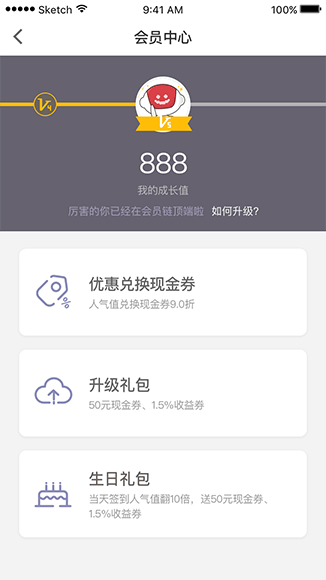 Sketch 9:41 AM 100%
会员中心
V4
V5
888
我的成长值
厉害的你已经在会员链顶端啦 如何升级?
优惠兑换现金券
人气值兑换现金券9.0折
%
升级礼包
50元现金券、1.5%收益券
生日礼包
当天签到人气值翻10倍，送50元现金券、
1.5%收益券